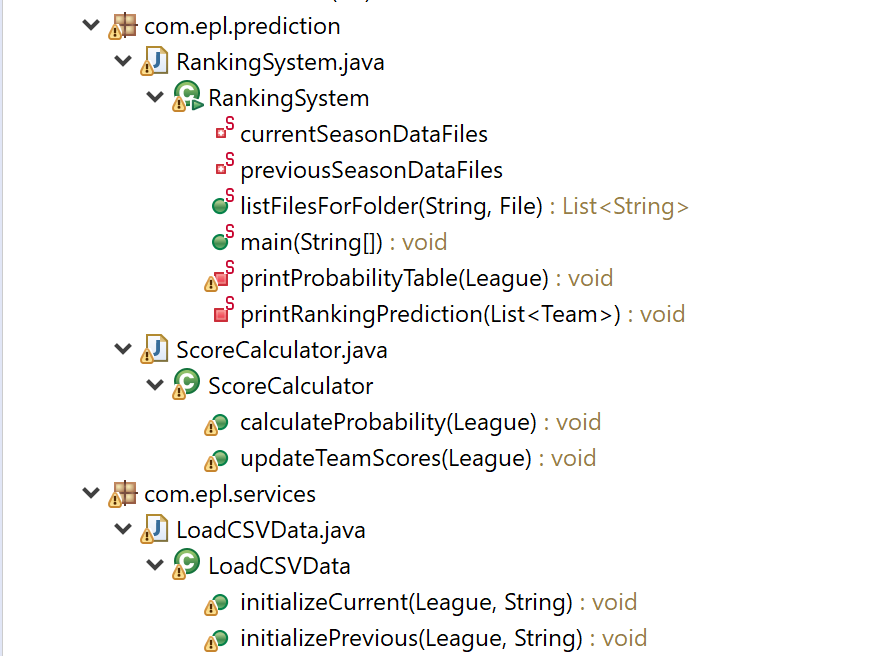 com.epl.prediction
RankingSystem.java
RankingSystem
currentSeasonDataFiles
previousSeasonDataFiles
listFilesForFolder(String, File) : List<String>
main(String[]) : void
printProbabilityTable(League) : void
printRankingPrediction(List<Team>) : void
ScoreCalculator.java
ScoreCalculator
calculateProbability(League) : void
updateTeamScores(League) : void
com.epl.services
LoadCSVData.java
LoadCSVData
initializeCurrent(League, String) : void
initializePrevious(League, String) : void